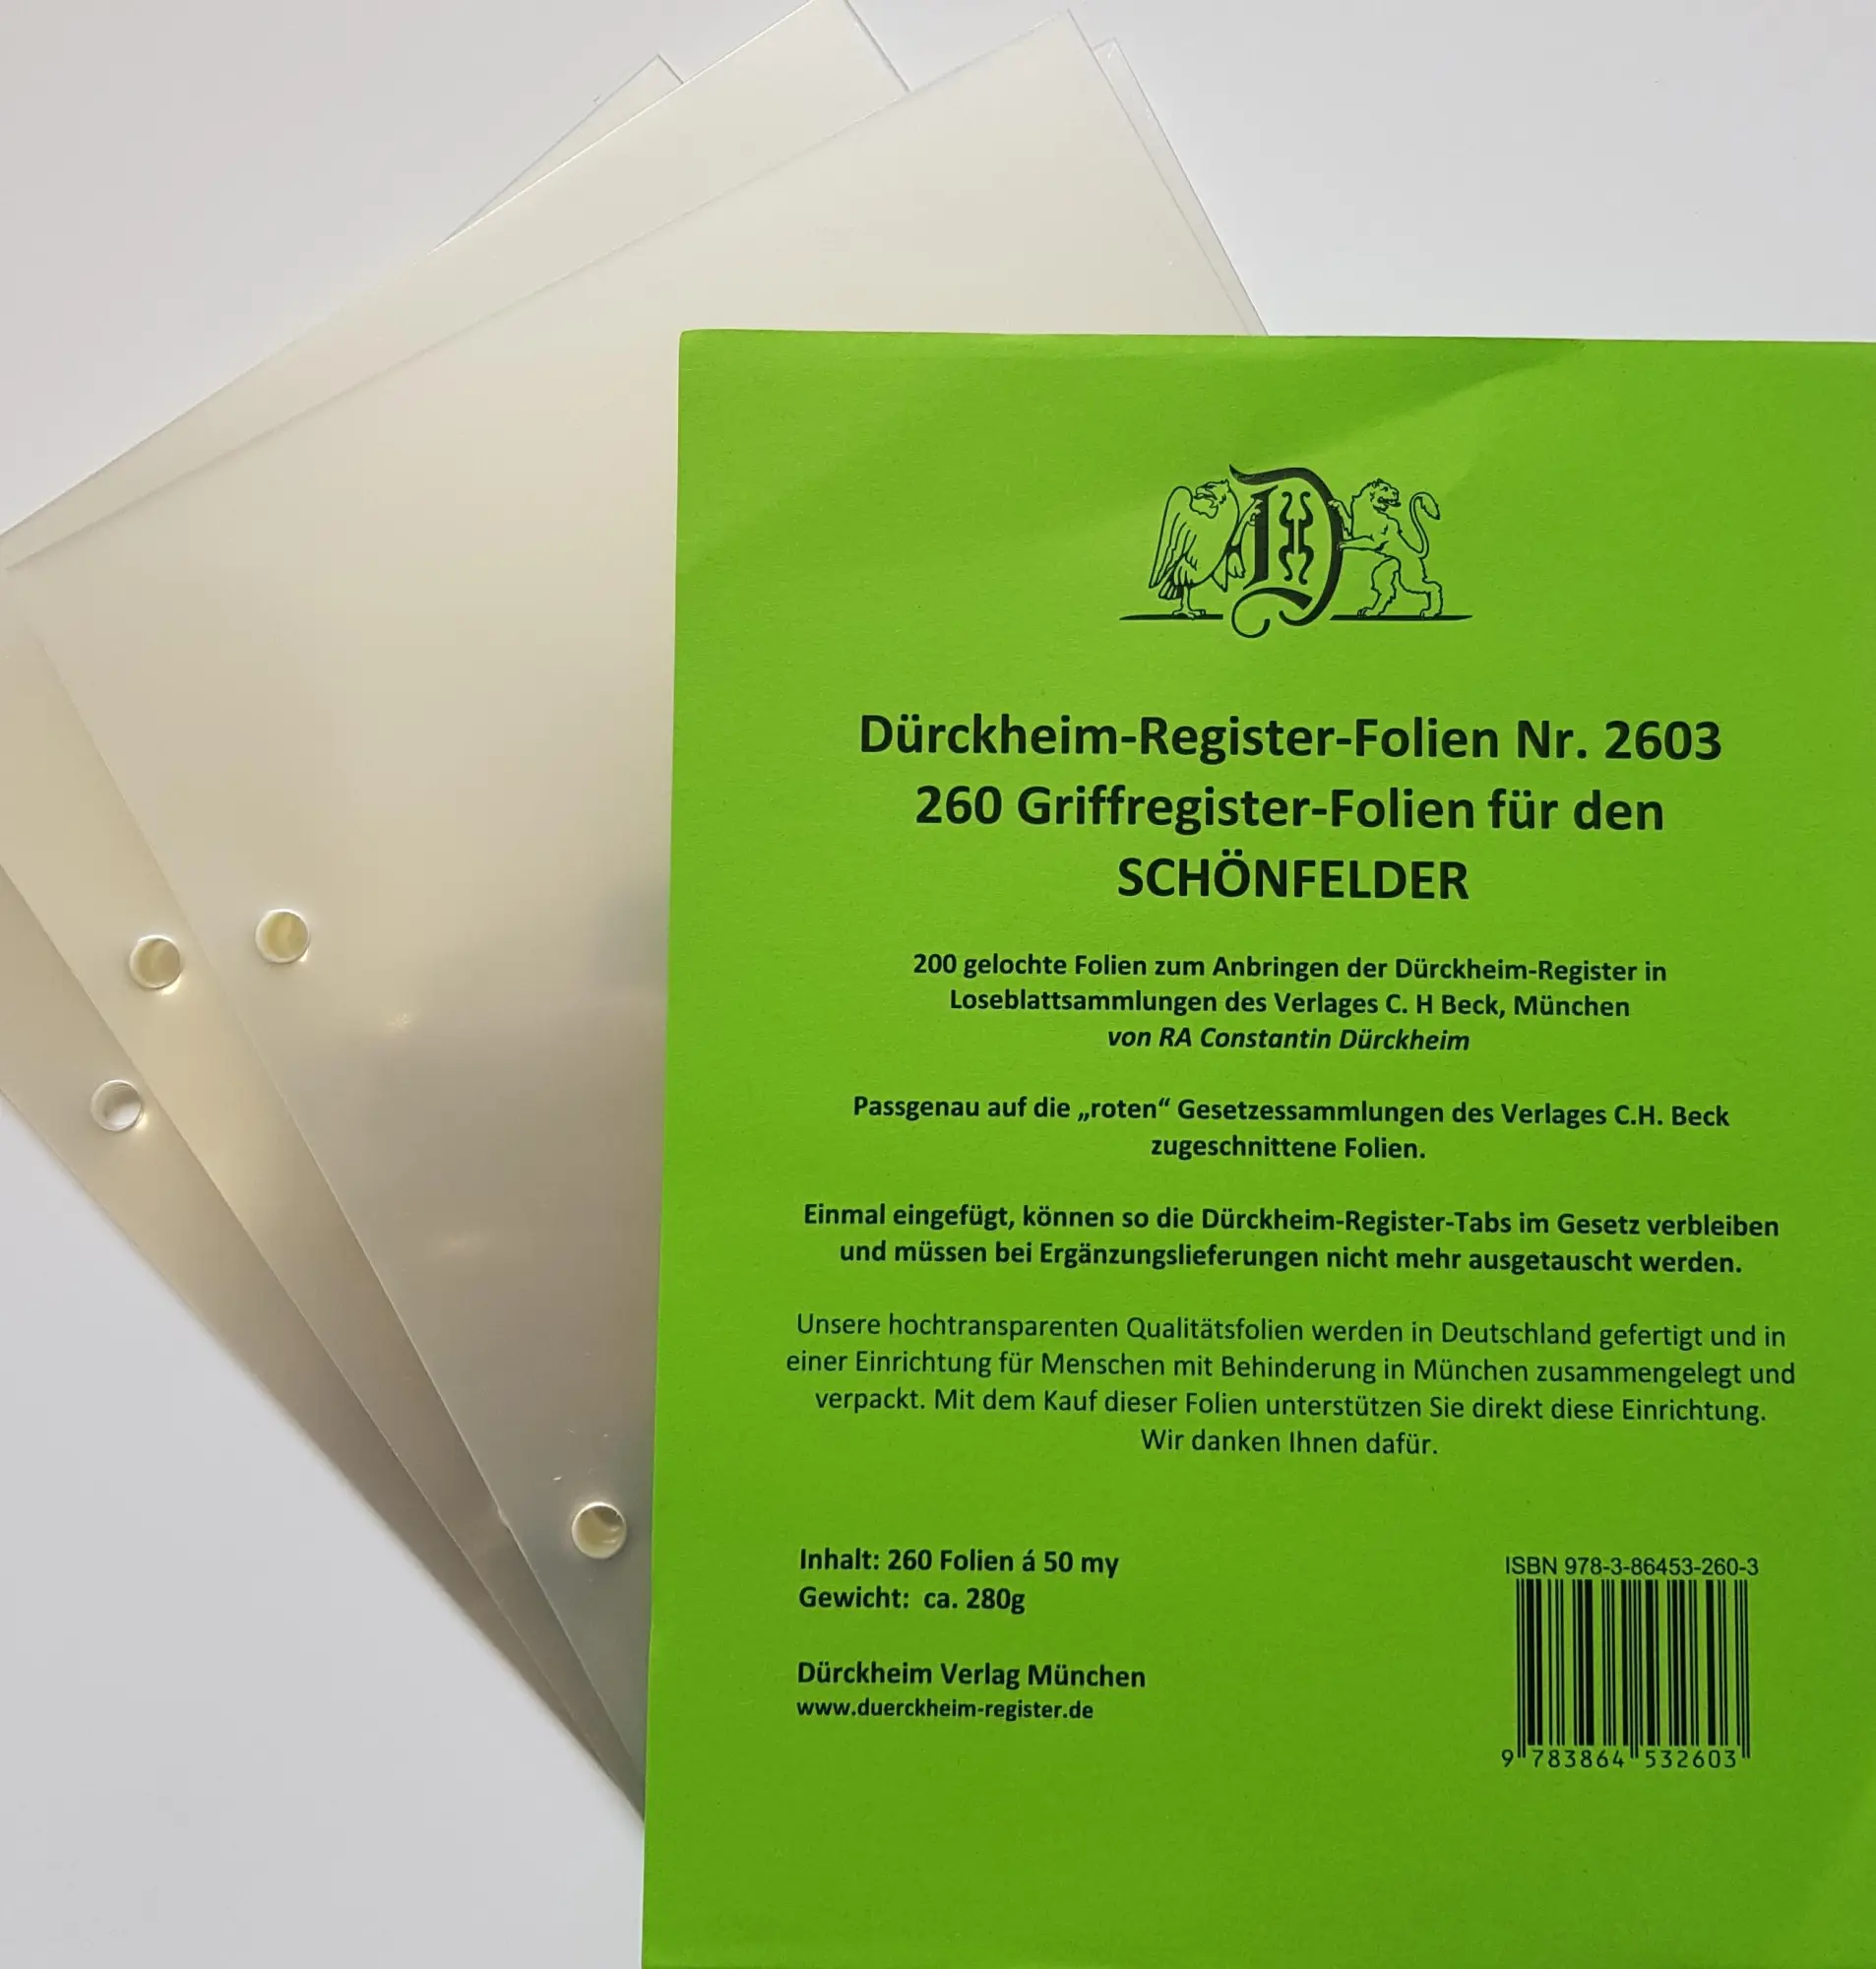 D
Dürckheim-Register-Folien Nr. 2603
260 Griffregister-Folien für den
SCHÖNFELDER
200 gelochte Folien zum Anbringen der Dürckheim-Register in
Loseblattsammlungen des Verlages C. H Beck, München
von RA Constantin Dürckheim
Passgenau auf die „roten“ Gesetzessammlungen des Verlages C.H. Beck
zugeschnittene Folien.
Einmal eingefügt, können so die Dürckheim-Register-Tabs im Gesetz verbleiben
und müssen bei Ergänzungslieferungen nicht mehr ausgetauscht werden.
Unsere hochtransparenten Qualitätsfolien werden in Deutschland gefertigt und in
einer Einrichtung für Menschen mit Behinderung in München zusammengelegt und
verpackt. Mit dem Kauf dieser Folien unterstützen Sie direkt diese Einrichtung.
Wir danken Ihnen dafür.
Inhalt: 260 Folien á 50 my
Gewicht: ca. 280g
Dürckheim Verlag München
www.duerckheim-register.de
ISBN 978-3-86453-260-3
9 783864 532603